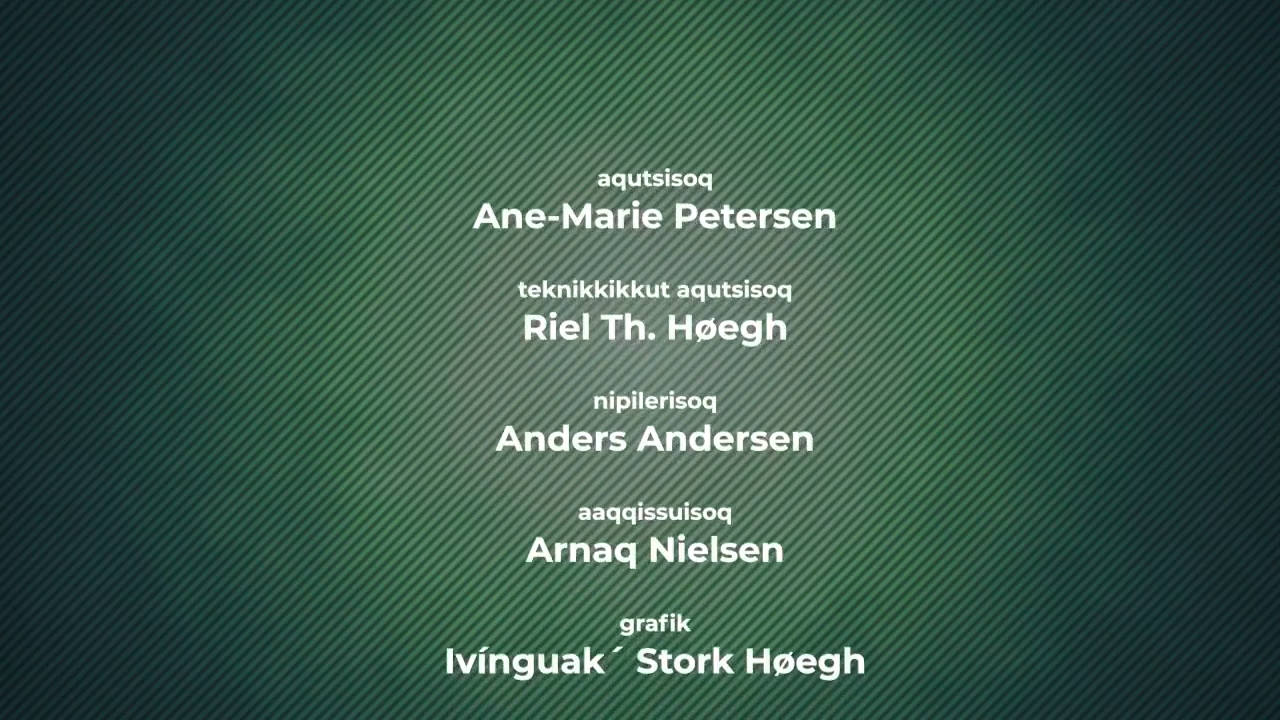 aqutsisoq
Ane-Marie Petersen
teknikkikkut aqutsisoq
Riel Th. Høegh
nipilerisoq
Anders Andersen
aaqqissuisoq
Arnaq Nielsen
grafik
Ivínguak´ Stork Høegh